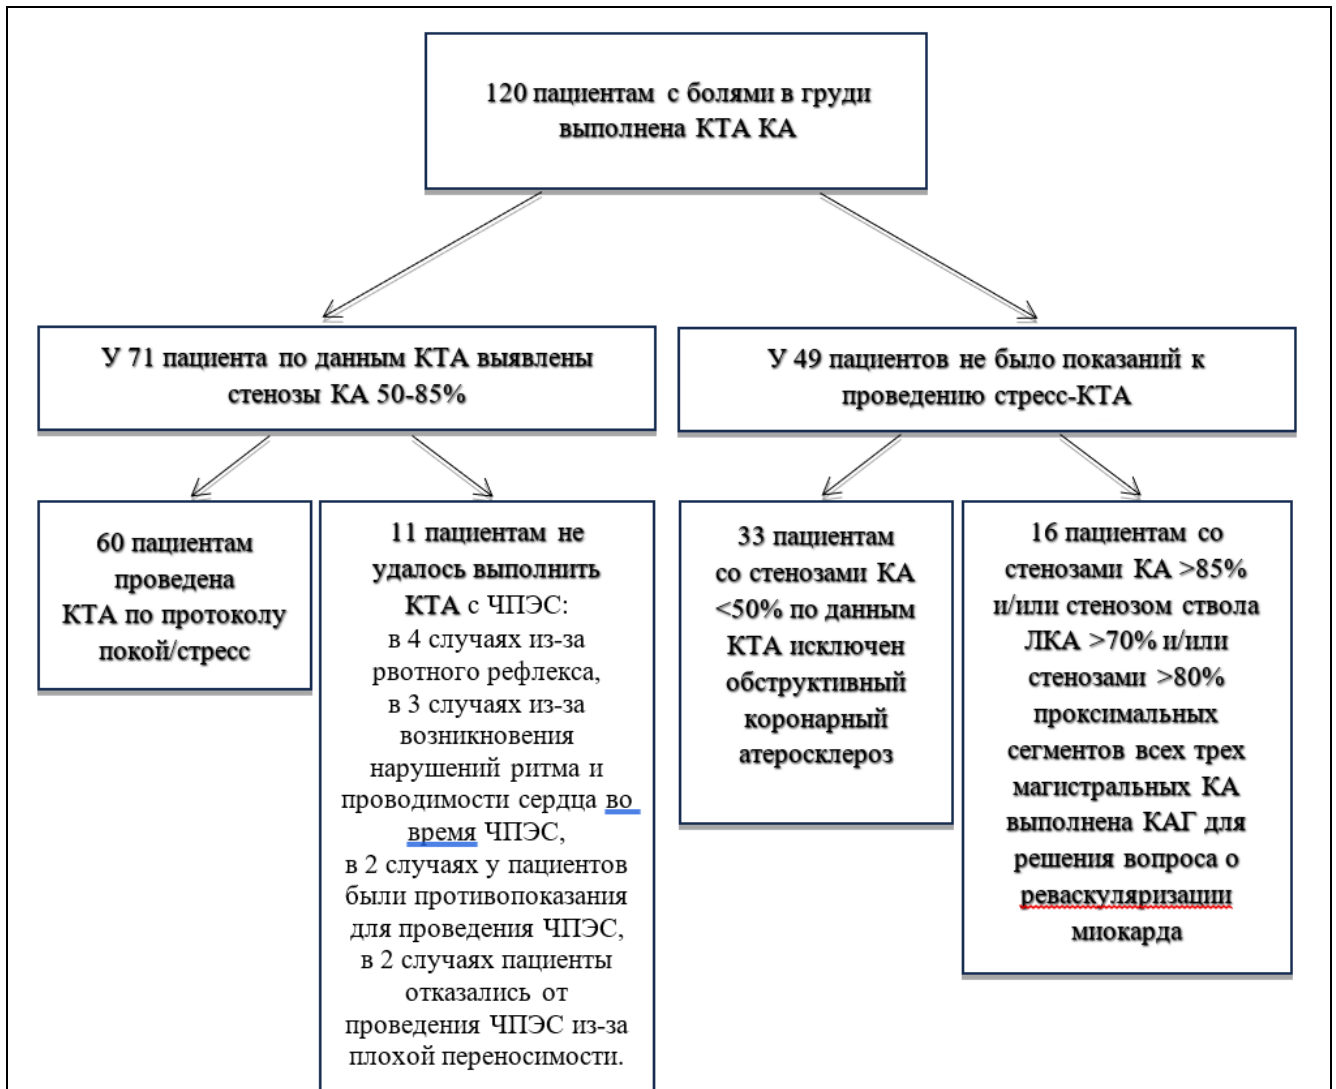 120 пациентам с болями в груди
выполнена КТА КА
У 71 пациента по данным КТА выявлены
стенозы КА 50-85%
У 49 пациентов не было показаний к
проведению стресс-КТА
60 пациентам
проведена
КТА по протоколу
покой/стресс
11 пациентам не
удалось выполнить
КТА с ЧПЭС:
в 4 случаях из-за
рвотного рефлекса,
в 3 случаях из-за
возникновения
нарушений ритма и
проводимости сердца во
время ЧПЭС,
в 2 случаях у пациентов
были противопоказания
для проведения ЧПЭС,
в 2 случаях пациенты
отказались от
проведения ЧПЭС из-за
плохой переносимости.
33 пациентам
со стенозами КА
<50% по данным
КТА исключен
обструктивный
коронарный
атеросклероз
16 пациентам со
стенозами КА >85%
и/или стенозом ствола
ЛКА >70% и/или
стенозами >80%
проксимальных
сегментов всех трех
магистральных КА
выполнена КАГ для
решения вопроса о
реваскуляризации
миокарда